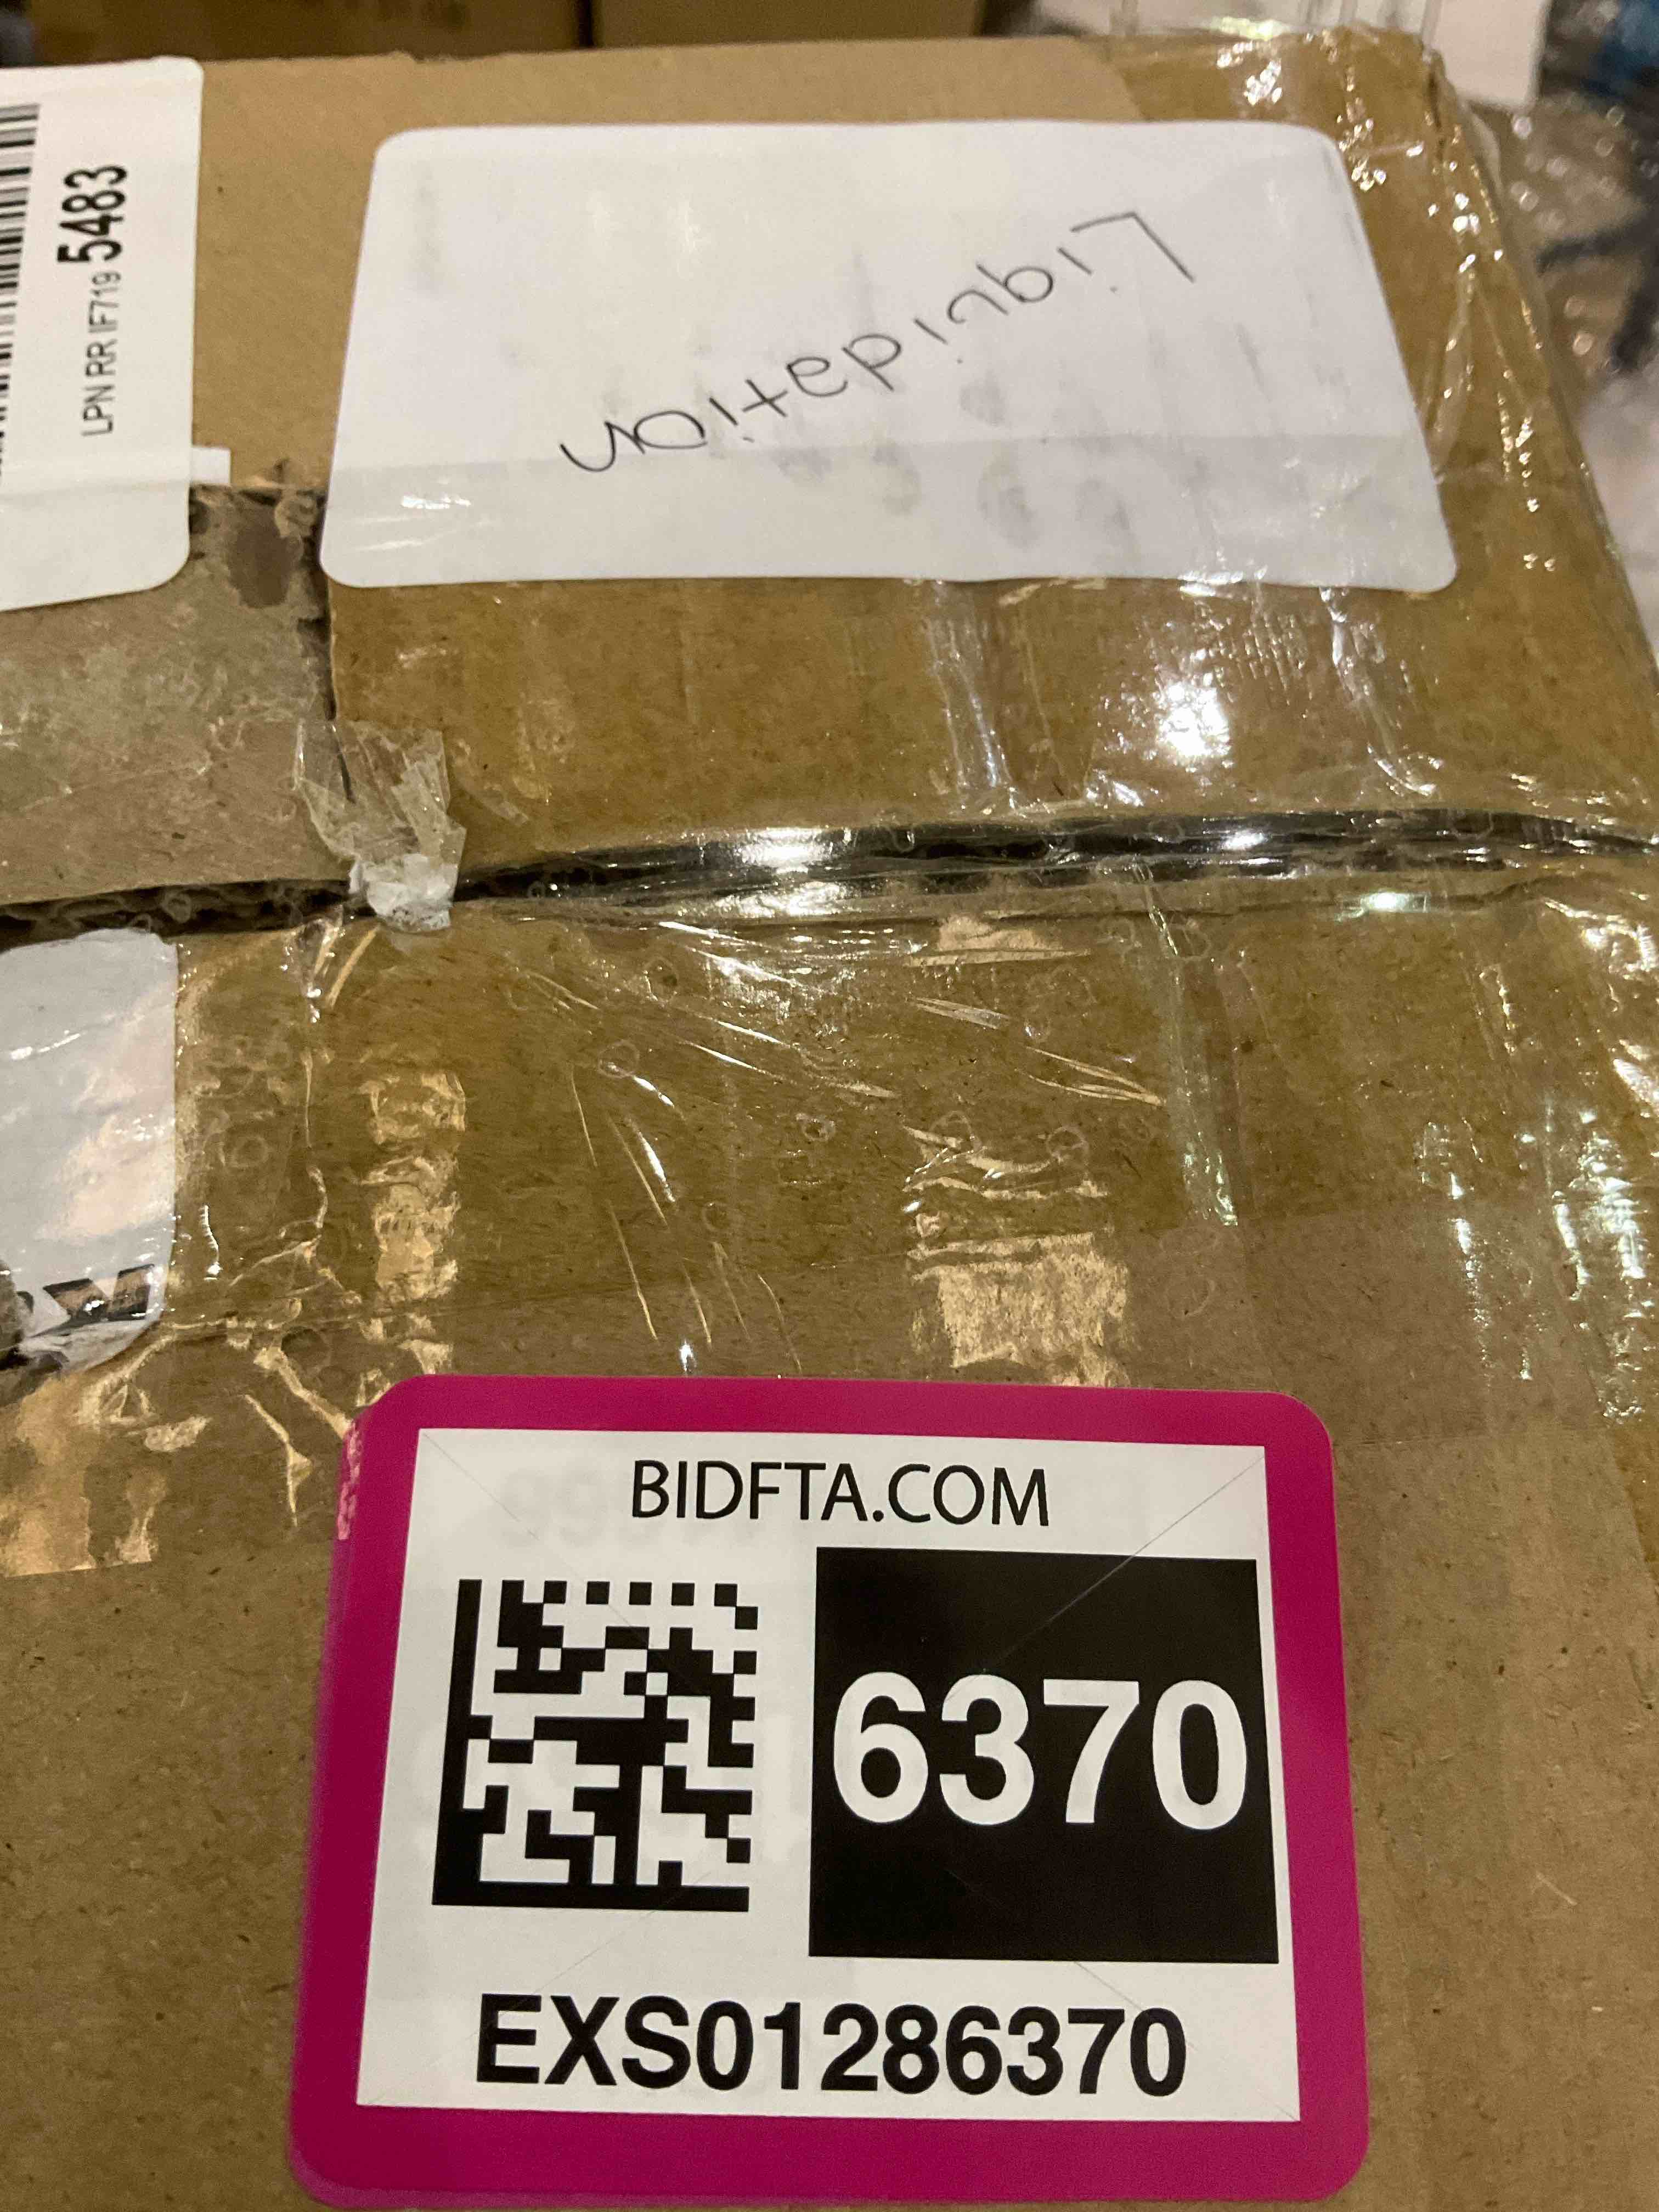 LPN RR IF719 5483
Liquidation
BIDFTA.COM
6370
EXS01286370